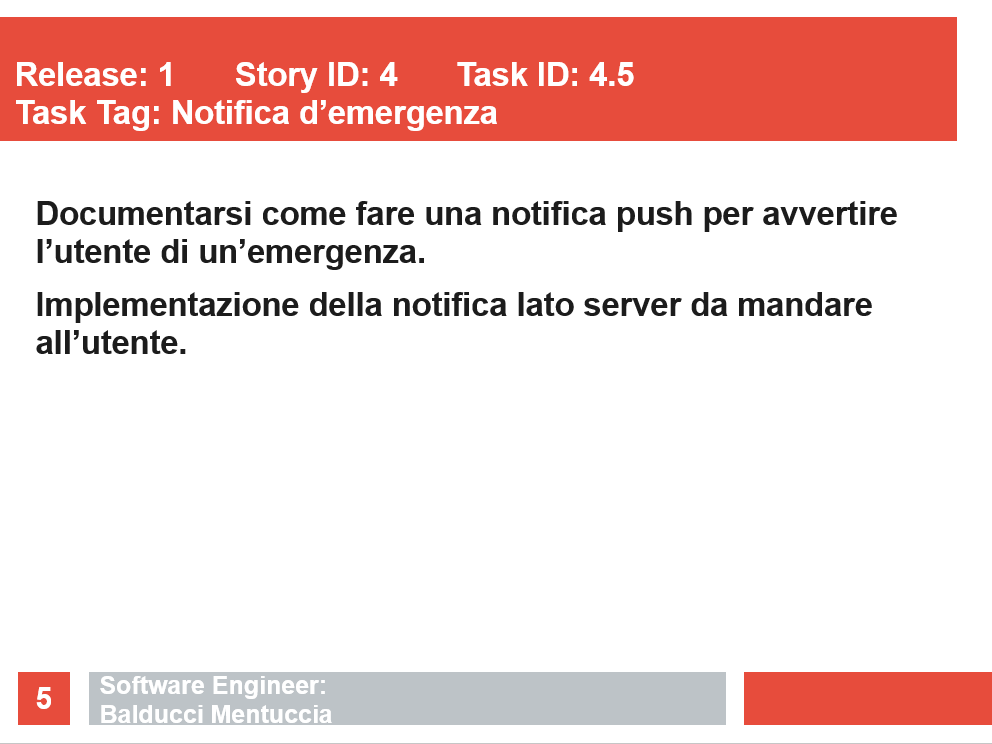 Release: 1 Story ID: 4 Task ID: 4.5
Task Tag: Notifica d’emergenza
Documentarsi come fare una notifica push per avvertire
l’utente di un’emergenza.
Implementazione della notifica lato server da mandare
all’utente.
5
Software Engineer:
Balducci Mentuccia